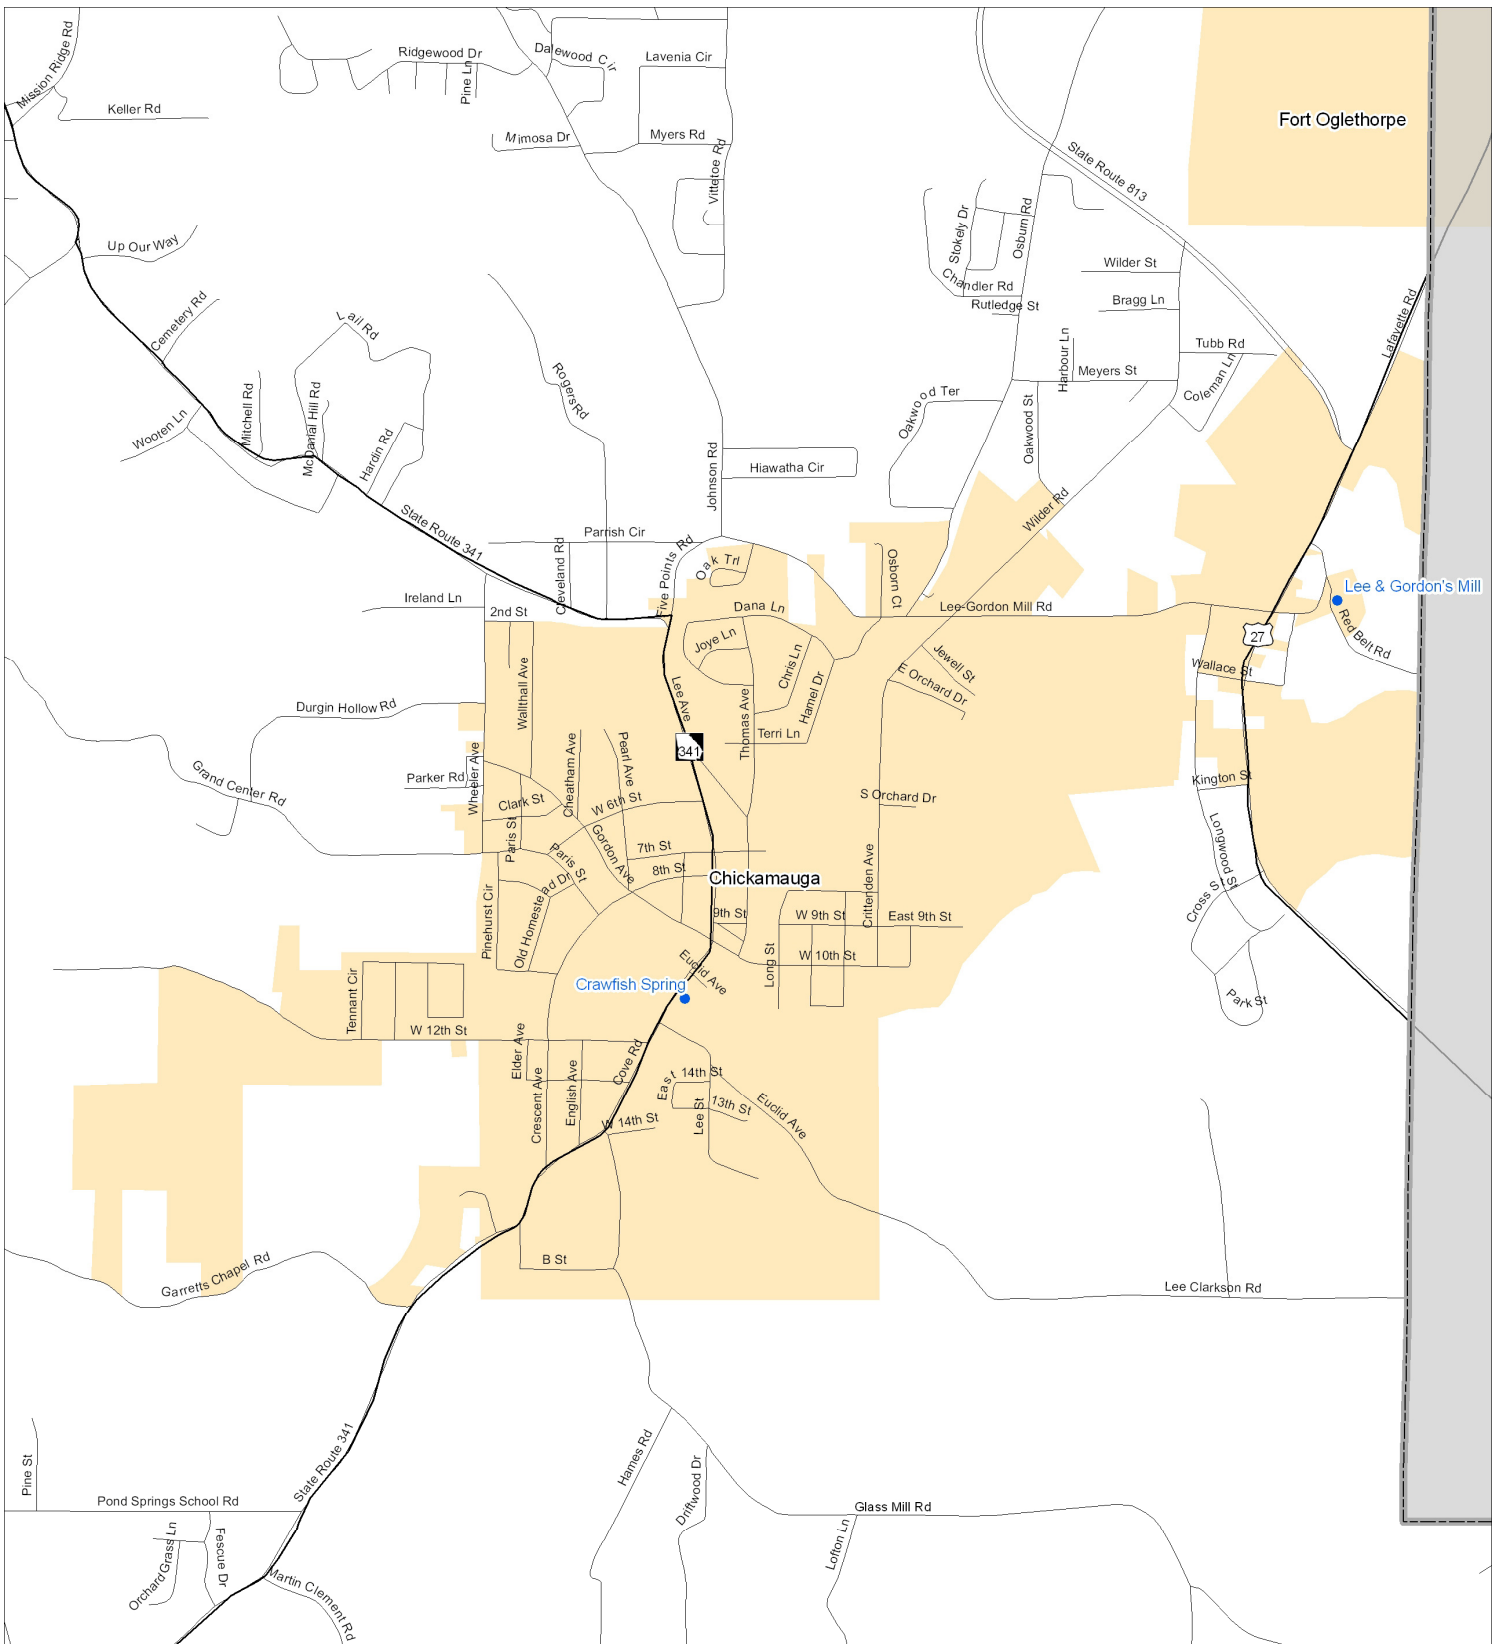 Mission Ridge Rd
Keller Rd
Ridgewood Dr
Pine Ln
Dalewood Cir
Lavenia Cir
Mimosa Dr
Myers Rd
Vittetoe Rd
Fort Oglethorpe
State Route 813
Up Our Way
Stokely Dr
Osburn Rd
Chandler Rd
Rutledge St
Wilder St
Bragg Ln
Cemetery Rd
Lail Rd
Lafayette Rd
Harbour Ln
Tubb Rd
Meyers St
Coleman Ln
Rogers Rd
Mitchell Rd
McDanial Hill Rd
Wooten Ln
Hardin Rd
Oakwood Ter
Oakwood St
Johnson Rd
Hiawatha Cir
Wilder Rd
State Route 341
Parrish Cir
Cleveland Rd
Five Points Rd
Oak Trl
Osborn Ct
Lee & Gordon's Mill
Ireland Ln
2nd St
Dana Ln
Lee-Gordon Mill Rd
Red Belt Rd
27
Joye Ln
Chris Ln
Jewell St
E Orchard Dr
Wallace St
Wallthall Ave
Lee Ave
Thomas Ave
Hamel Dr
Durgin Hollow Rd
Terri Ln
341
Cheatham Ave
Pearl Ave
Grand Center Rd
Parker Rd
Wheeler Ave
Kington St
Clark St
W 6th St
S Orchard Dr
Paris St
Gordon Ave
7th St
Paris St
8th St
Chickamauga
Crittenden Ave
Longwood St
Cross St
Pinehurst Cir
Old Homestead Dr
9th St
W 9th St
East 9th St
Long St
W 10th St
Euclid Ave
Crawfish Spring
Tennant Cir
Park St
W 12th St
Elder Ave
Cove Rd
Crescent Ave
English Ave
East 14th St
13th St
Lee St
W 14th St
Euclid Ave
B St
Garretts Chapel Rd
Lee Clarkson Rd
Pine St
State Route 341
Hames Rd
Driftwood Dr
Pond Springs School Rd
Glass Mill Rd
Lofton Ln
Orchard Grass Ln
Fescue Dr
Martin Clement Rd